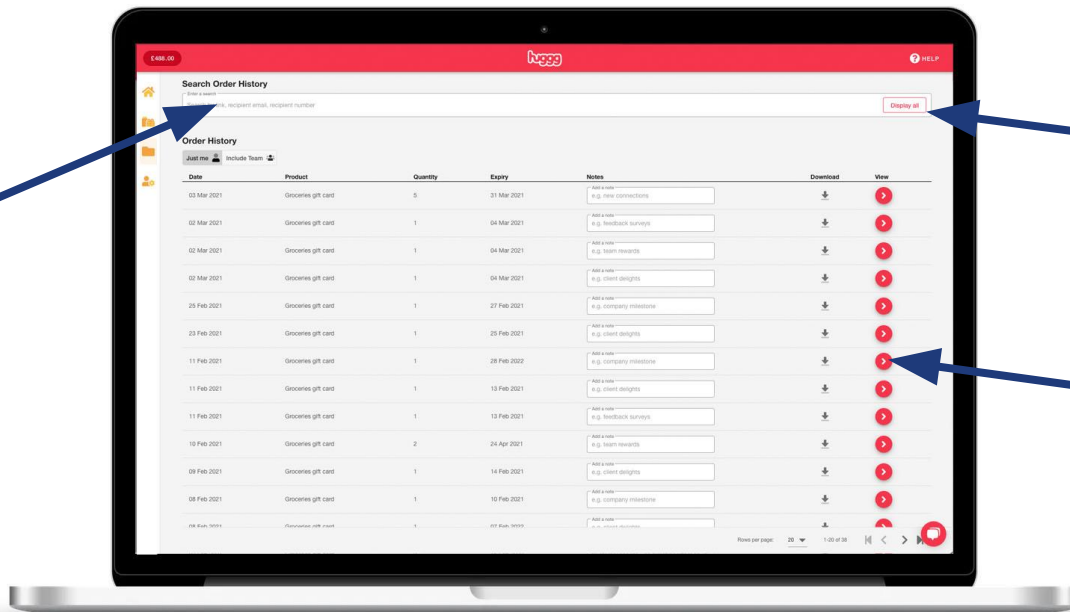 £488.00
huggg
HELP
Search Order History
Enter a search
recipient email, recipient number
Display all
Order History
Just me Include Team
Date Product Quantity Expiry Notes Download View
Add a note
03 Mar 2021 Groceries gift card 5 31 Mar 2021 e.g. new connections
Add a note
02 Mar 2021 Groceries gift card 1 04 Mar 2021 e.g. feedback surveys
Add a note
02 Mar 2021 Groceries gift card 1 04 Mar 2021 e.g. team rewards
Add a note
02 Mar 2021 Groceries gift card 1 04 Mar 2021 e.g. client delights
Add a note
25 Feb 2021 Groceries gift card 1 27 Feb 2021 e.g. company milestone
Add a note
23 Feb 2021 Groceries gift card 1 25 Feb 2021 e.g. client delights
Add a note
11 Feb 2021 Groceries gift card 1 28 Feb 2022 e.g. company milestone
Add a note
11 Feb 2021 Groceries gift card 1 13 Feb 2021 e.g. client delights
Add a note
11 Feb 2021 Groceries gift card 1 13 Feb 2021 e.g. feedback surveys
Add a note
10 Feb 2021 Groceries gift card 2 24 Apr 2021 e.g. team rewards
Add a note
09 Feb 2021 Groceries gift card 1 14 Feb 2021 e.g. client delights
Add a note
08 Feb 2021 Groceries gift card 1 10 Feb 2021 e.g. company milestone
Add a note
08 Feb 2021 Groceries gift card 1 07 Feb 2022 e.g. client delights
Rows per page: 20 1-20 of 38